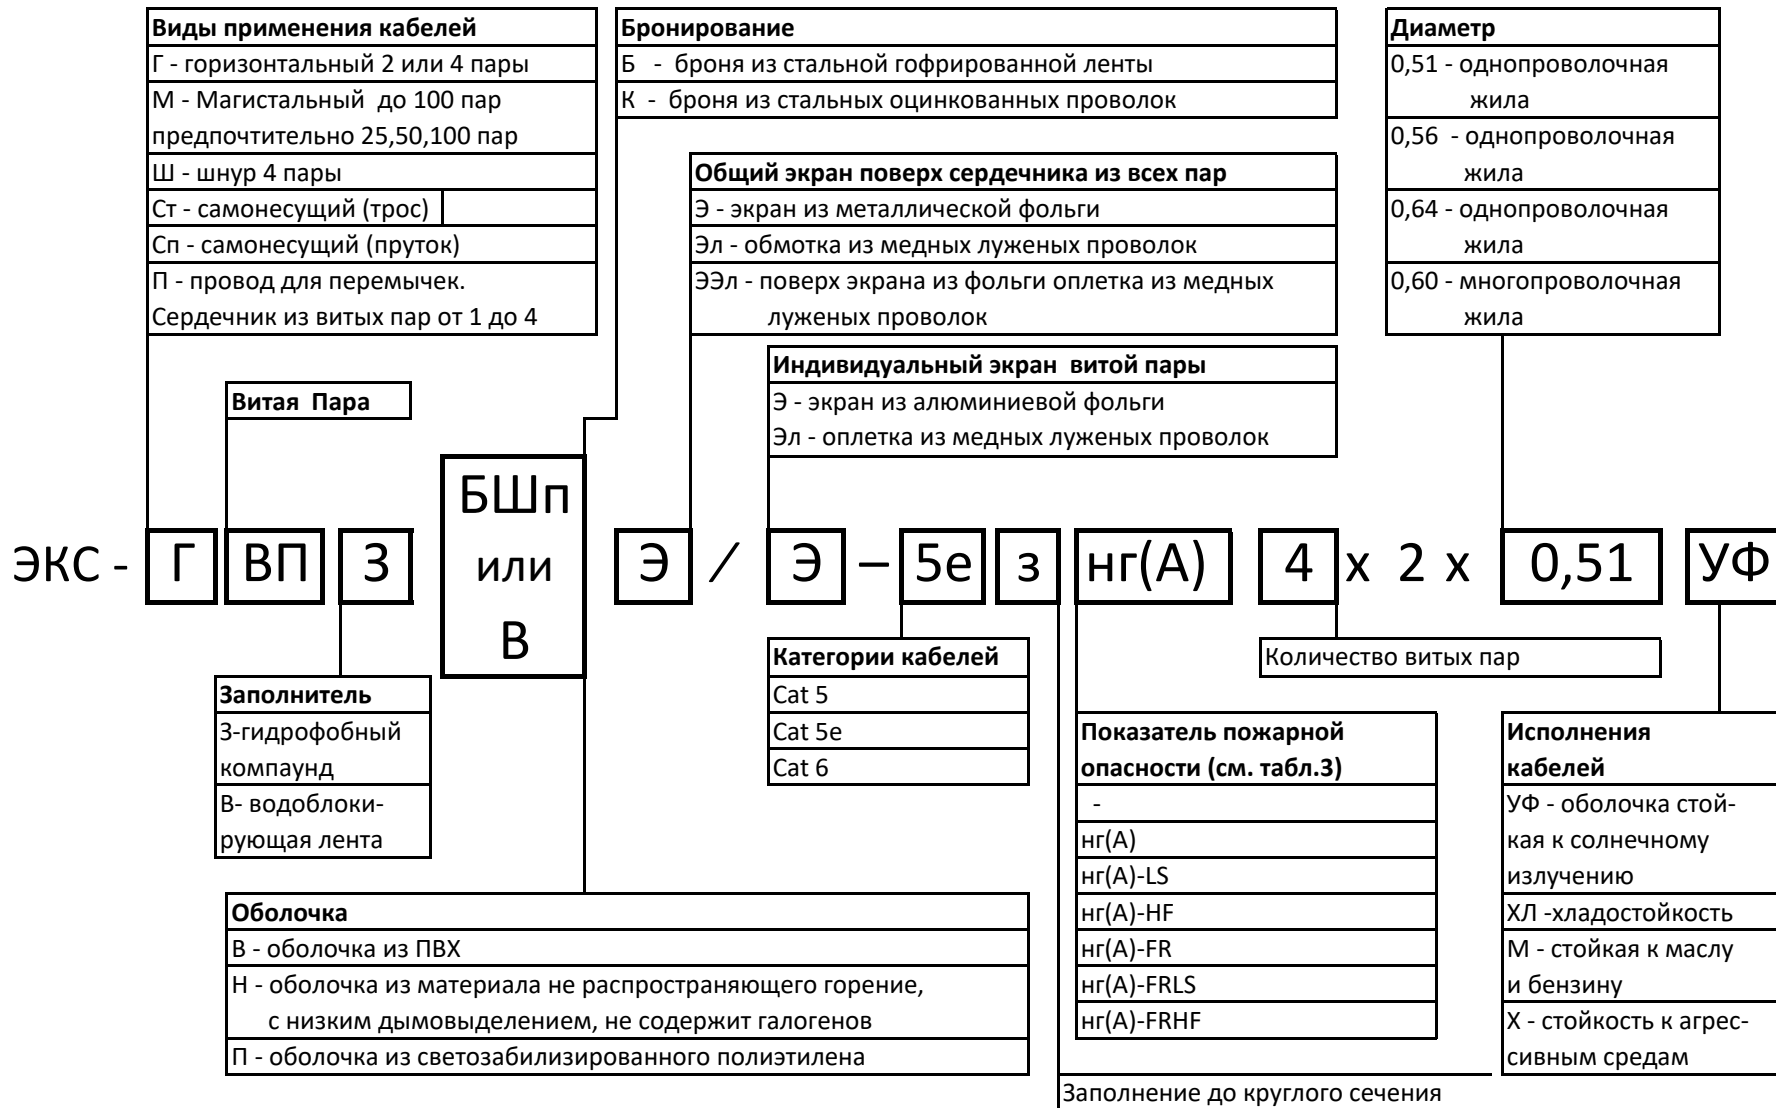 Виды применения кабелей
Г - горизонтальный 2 или 4 пары
М - Магистальный до 100 пар
предпочтительно 25,50,100 пар
Ш - шнур 4 пары
Ст - самонесущий (трос)
Сп - самонесущий (пруток)
П - провод для перемычек.
Сердечник из витых пар от 1 до 4
Бронирование
Б - броня из стальной гофрированной ленты
К - броня из стальных оцинкованных проволок
Общий экран поверх сердечника из всех пар
Э - экран из металлической фольги
Эл - обмотка из медных луженых проволок
ЭЭл - поверх экрана из фольги оплетка из медных
луженых проволок
Диаметр
0,51 - однопроволочная
жила
0,56 - однопроволочная
жила
0,64 - однопроволочная
жила
0,60 - многопроволочная
жила
Индивидуальный экран витой пары
Э - экран из алюминиевой фольги
Эл - оплетка из медных луженых проволок
Витая Пара
БШп
или
В
ЭКС - Г ВП З Э / Э – 5е з нг(А) 4 х 2 х 0,51 УФ
Заполнитель
З-гидрофобный
компаунд
В- водоблоки-
рующая лента
Категории кабелей
Cat 5
Cat 5e
Cat 6
Количество витых пар
Показатель пожарной
опасности (см. табл.3)
-
нг(А)
нг(А)-LS
нг(А)-HF
нг(А)-FR
нг(А)-FRLS
нг(А)-FRHF
Исполнения
кабелей
УФ - оболочка стой-
кая к солнечному
излучению
ХЛ -хладостойкость
М - стойкая к маслу
и бензину
Х - стойкость к агрес-
сивным средам
Оболочка
В - оболочка из ПВХ
Н - оболочка из материала не распространяющего горение,
с низким дымовыделением, не содержит галогенов
П - оболочка из светозабилизированного полиэтилена
Заполнение до круглого сечения